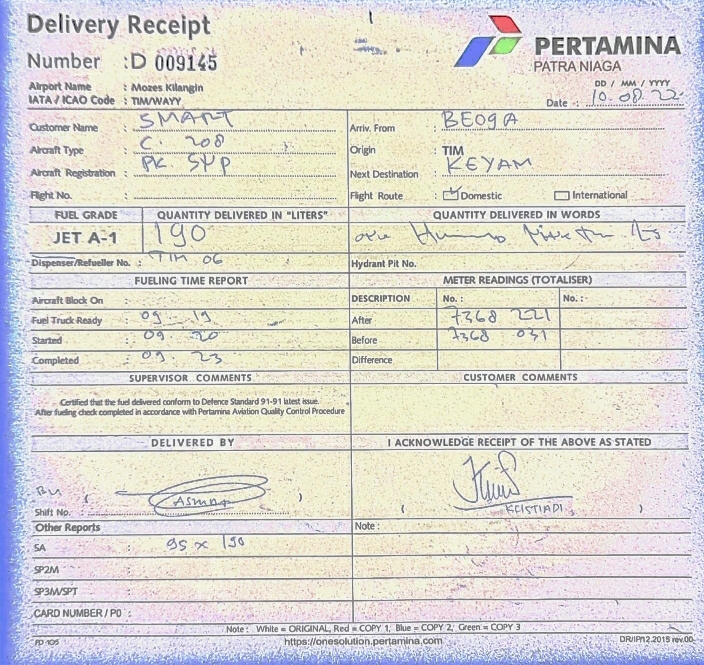 Delivery Receipt
PERTAMINA
PATRA NIAGA
Number : D 009145
Airport Name : Mozes Kilangin
IATA / ICAO Code : TIM/WAYY
DD / MM / YYYY
Date : 10.08.22
Customer Name : SMART
Arriv. From BEOGA
Aircraft Type : C. 208
Origin : TIM
Aircraft Registration : PK. SYP
Next Destination : KEYAM
Flight No. :
Flight Route : Domestic International
FUEL GRADE QUANTITY DELIVERED IN "LITERS" QUANTITY DELIVERED IN WORDS
JET A-1 190 one
Dispenser/Refueller No. : TIM 06 Hydrant Pit No.
FUELING TIME REPORT METER READINGS (TOTALISER)
Aircraft Block On DESCRIPTION No. : No. :
Fuel Truck Ready 09 . 19 After 7368 221
Started 09 . 20 Before 7368 031
Completed 09 . 23 Difference
SUPERVISOR COMMENTS CUSTOMER COMMENTS
Certified that the fuel delivered conform to Defence Standard 91-91 latest issue.
After fueling check completed in accordance with Pertamina Aviation Quality Control Procedure
DELIVERED BY I ACKNOWLEDGE RECEIPT OF THE ABOVE AS STATED
Shift No. :
KRISTIADI
Other Reports Note :
SA 95 x 190
SP2M
SP3M/SPT
CARD NUMBER / PO :
Note : White = ORIGINAL, Red = COPY 1, Blue = COPY 2, Green = COPY 3
FD 105 https://onesolution.pertamina.com DR/IPN2.2015 rev.00